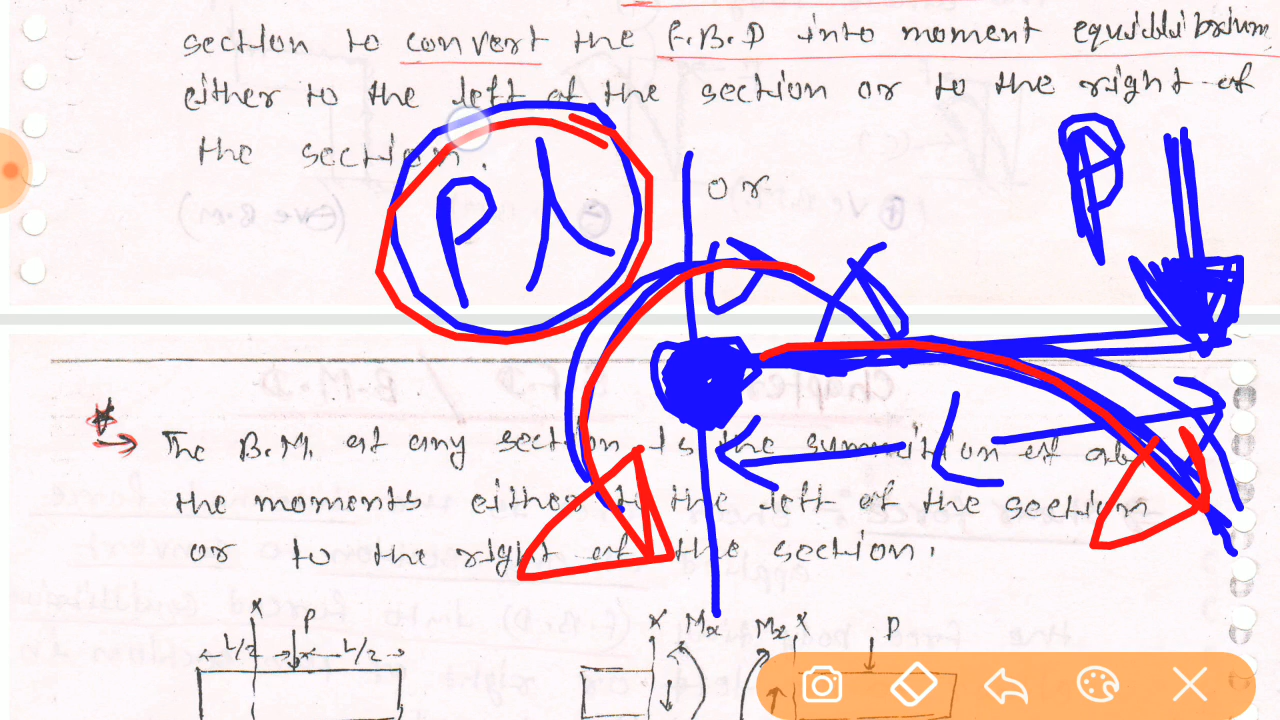 section to convert the F.B.D into moment equillibrium
either to the left of the section or to the right of
the section.
or
P
Pλ
L
The B.M. at any section is the summition of all
the moments either to the left of the section
or to the right of the section.
x P
L/2 L/2
x Mx Mx x P